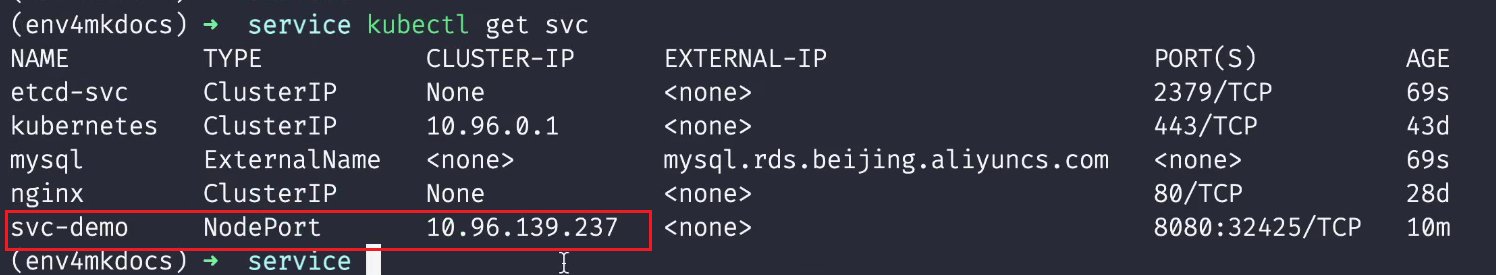 (env4mkdocs) → service kubectl get svc
NAME TYPE CLUSTER-IP EXTERNAL-IP PORT(S) AGE
etcd-svc ClusterIP None <none> 2379/TCP 69s
kubernetes ClusterIP 10.96.0.1 <none> 443/TCP 43d
mysql ExternalName <none> mysql.rds.beijing.aliyuncs.com <none> 69s
nginx ClusterIP None <none> 80/TCP 28d
svc-demo NodePort 10.96.139.237 <none> 8080:32425/TCP 10m
(env4mkdocs) → service